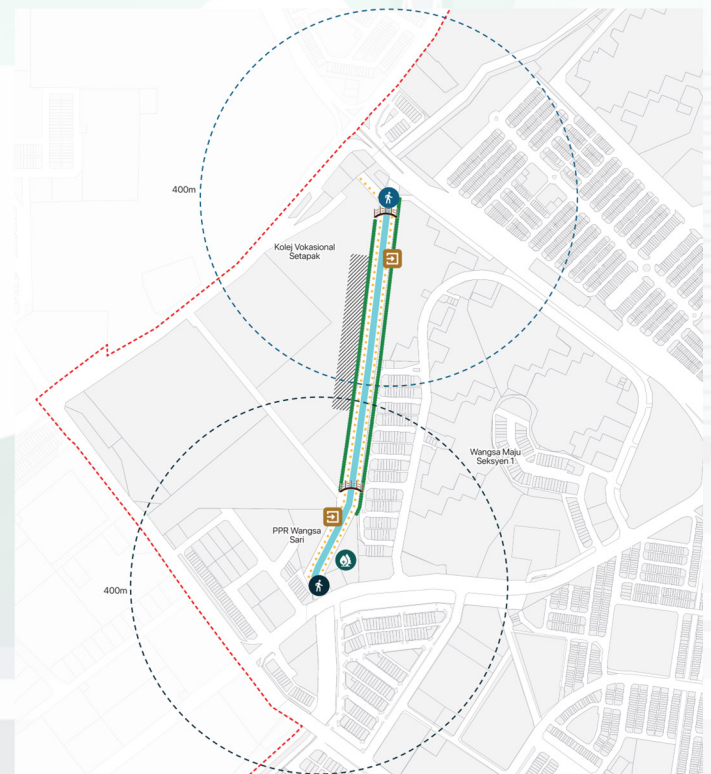 400m
Kolej Vokasional
Setapak
Wangsa Maju
Seksyen 1
PPR Wangsa
Sari
400m